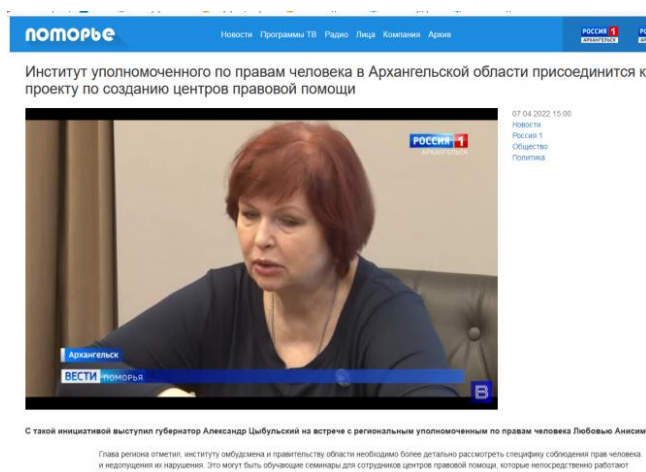 поморье
Новости Программы ТВ Радио Лица Компания Архив
РОССИЯ 1
АРХАНГЕЛЬСК
Институт уполномоченного по правам человека в Архангельской области присоединится к
проекту по созданию центров правовой помощи
07.04.2022 15:00
Новости
Россия 1
Общество
Политика
РОССИЯ 1
АРХАНГЕЛЬСК
Архангельск
ВЕСТИ ПОМОРЬЯ
В
С такой инициативой выступил губернатор Александр Цыбульский на встрече с региональным уполномоченным по правам человека Любовью Анисим
Глава региона отметил, институту омбудсмена и правительству области необходимо более детально рассмотреть специфику соблюдения прав человека
и недопущения их нарушения. Это могут быть обучающие семинары для сотрудников центров правовой помощи, которые непосредственно работают